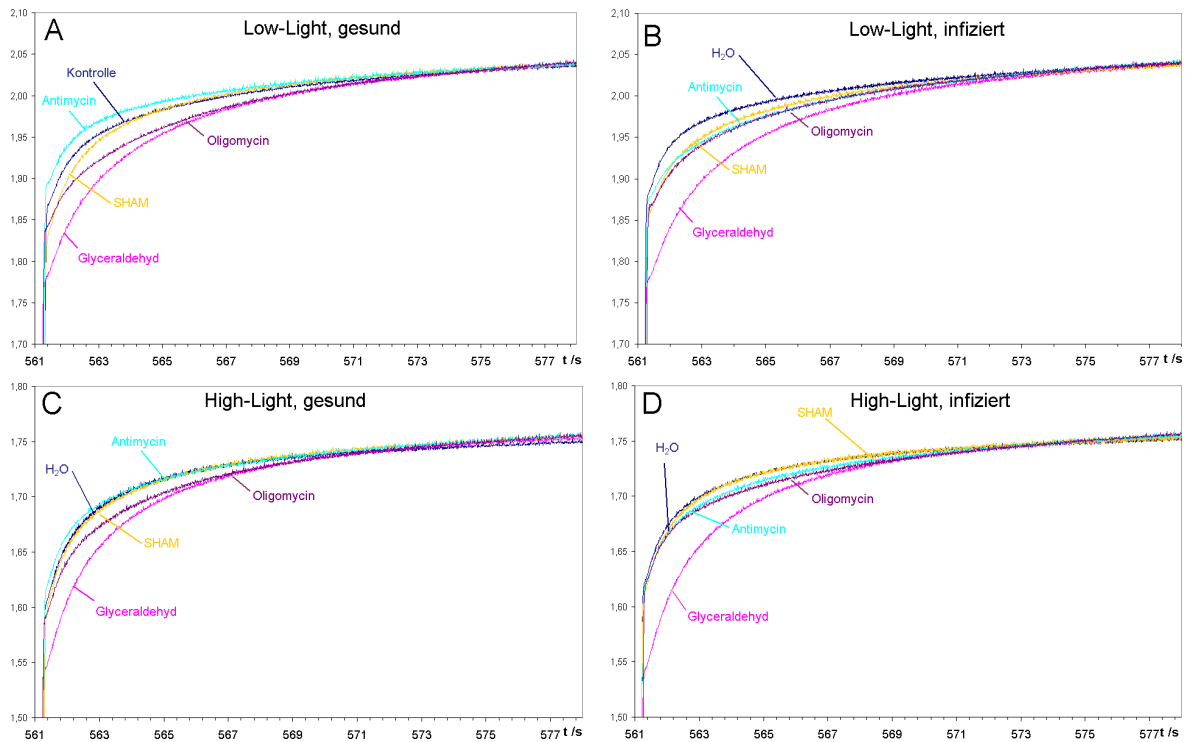 A
Low-Light, gesund
2,10
2,05
2,00
1,95
1,90
1,85
1,80
1,75
1,70
Kontrolle
Antimycin
Oligomycin
SHAM
Glyceraldehyd
561 563 565 567 569 571 573 575 577 t /s
B
Low-Light, infiziert
2,10
2,05
2,00
1,95
1,90
1,85
1,80
1,75
1,70
H₂O
Antimycin
Oligomycin
SHAM
Glyceraldehyd
561 563 565 567 569 571 573 575 577 t /s
C
High-Light, gesund
1,80
1,75
1,70
1,65
1,60
1,55
1,50
Antimycin
H₂O
Oligomycin
SHAM
Glyceraldehyd
561 563 565 567 569 571 573 575 577 t /s
D
High-Light, infiziert
1,80
1,75
1,70
1,65
1,60
1,55
1,50
SHAM
H₂O
Oligomycin
Antimycin
Glyceraldehyd
561 563 565 567 569 571 573 575 577 t /s